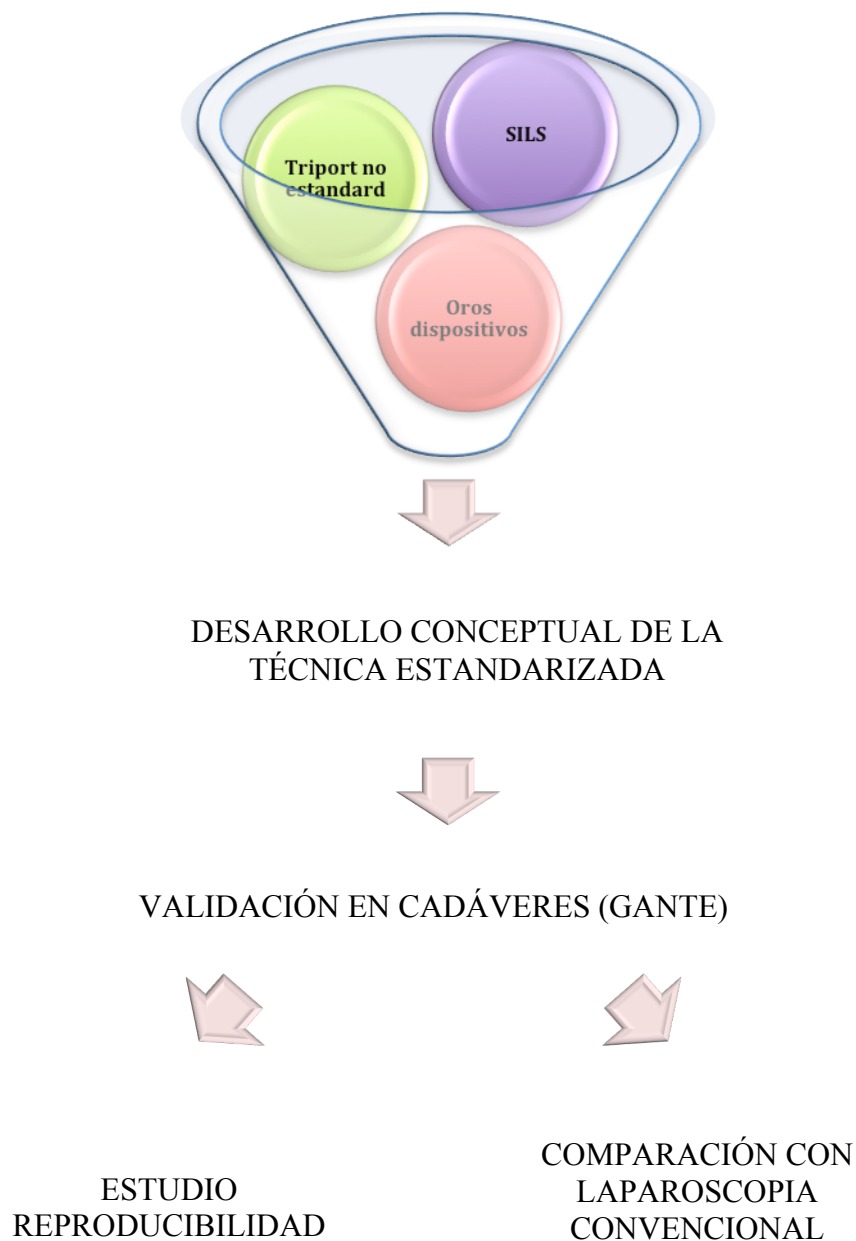 SILS
Triport no
estandard
Oros
dispositivos
DESARROLLO CONCEPTUAL DE LA
TÉCNICA ESTANDARIZADA
VALIDACIÓN EN CADÁVERES (GANTE)
ESTUDIO
REPRODUCIBILIDAD
COMPARACIÓN CON
LAPAROSCOPIA
CONVENCIONAL